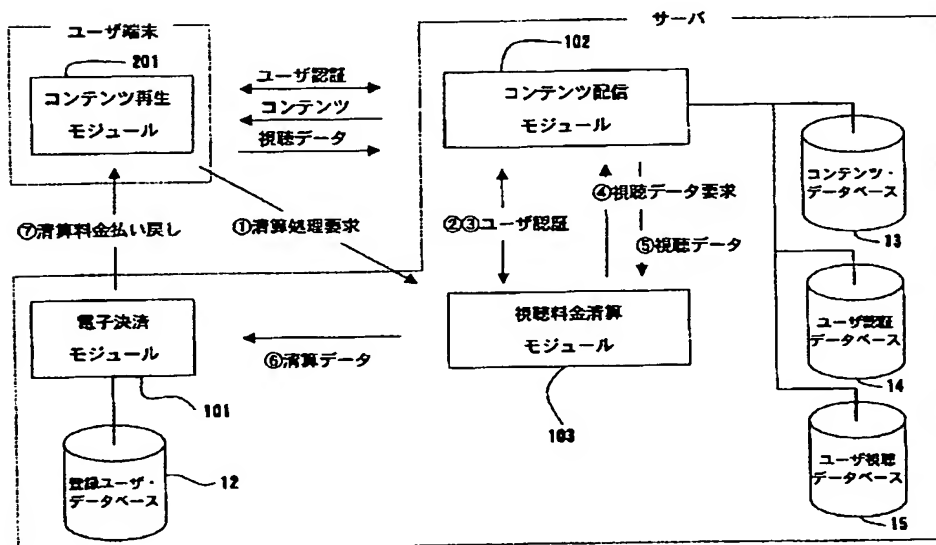 ユーザ端末
サーバ
201
102
コンテンツ再生
モジュール
ユーザ認証
コンテンツ
視聴データ
コンテンツ配信
モジュール
コンテンツ・
データベース
13
⑦清算料金払い戻し
①清算処理要求
②③ユーザ認証
④視聴データ要求
⑤視聴データ
電子決済
モジュール
101
⑥清算データ
視聴料金清算
モジュール
103
ユーザ認証
データベース
14
登録ユーザ・
データベース
12
ユーザ視聴
データベース
15